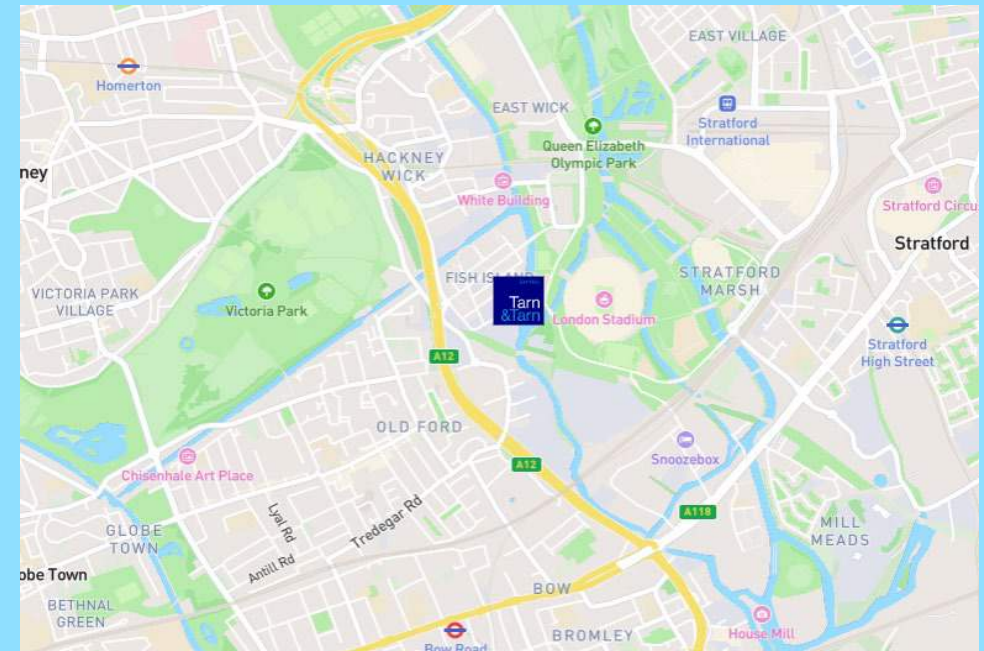 EAST VILLAGE
Homerton
EAST WICK
Stratford
International
Queen Elizabeth
Olympic Park
HACKNEY
WICK
ney
White Building
Stratford Circu
Stratford
FISH ISLAND
STRATFORD
MARSH
VICTORIA PARK
VILLAGE
Victoria Park
Tarn
&Tarn
London Stadium
Stratford
High Street
A12
OLD FORD
Snoozebox
A12
Chisenhale Art Place
Lyal Rd
Tredegar Rd
A118
GLOBE
TOWN
MILL
MEADS
Antill Rd
obe Town
BOW
BETHNAL
GREEN
BROMLEY
House Mill
Bow Road